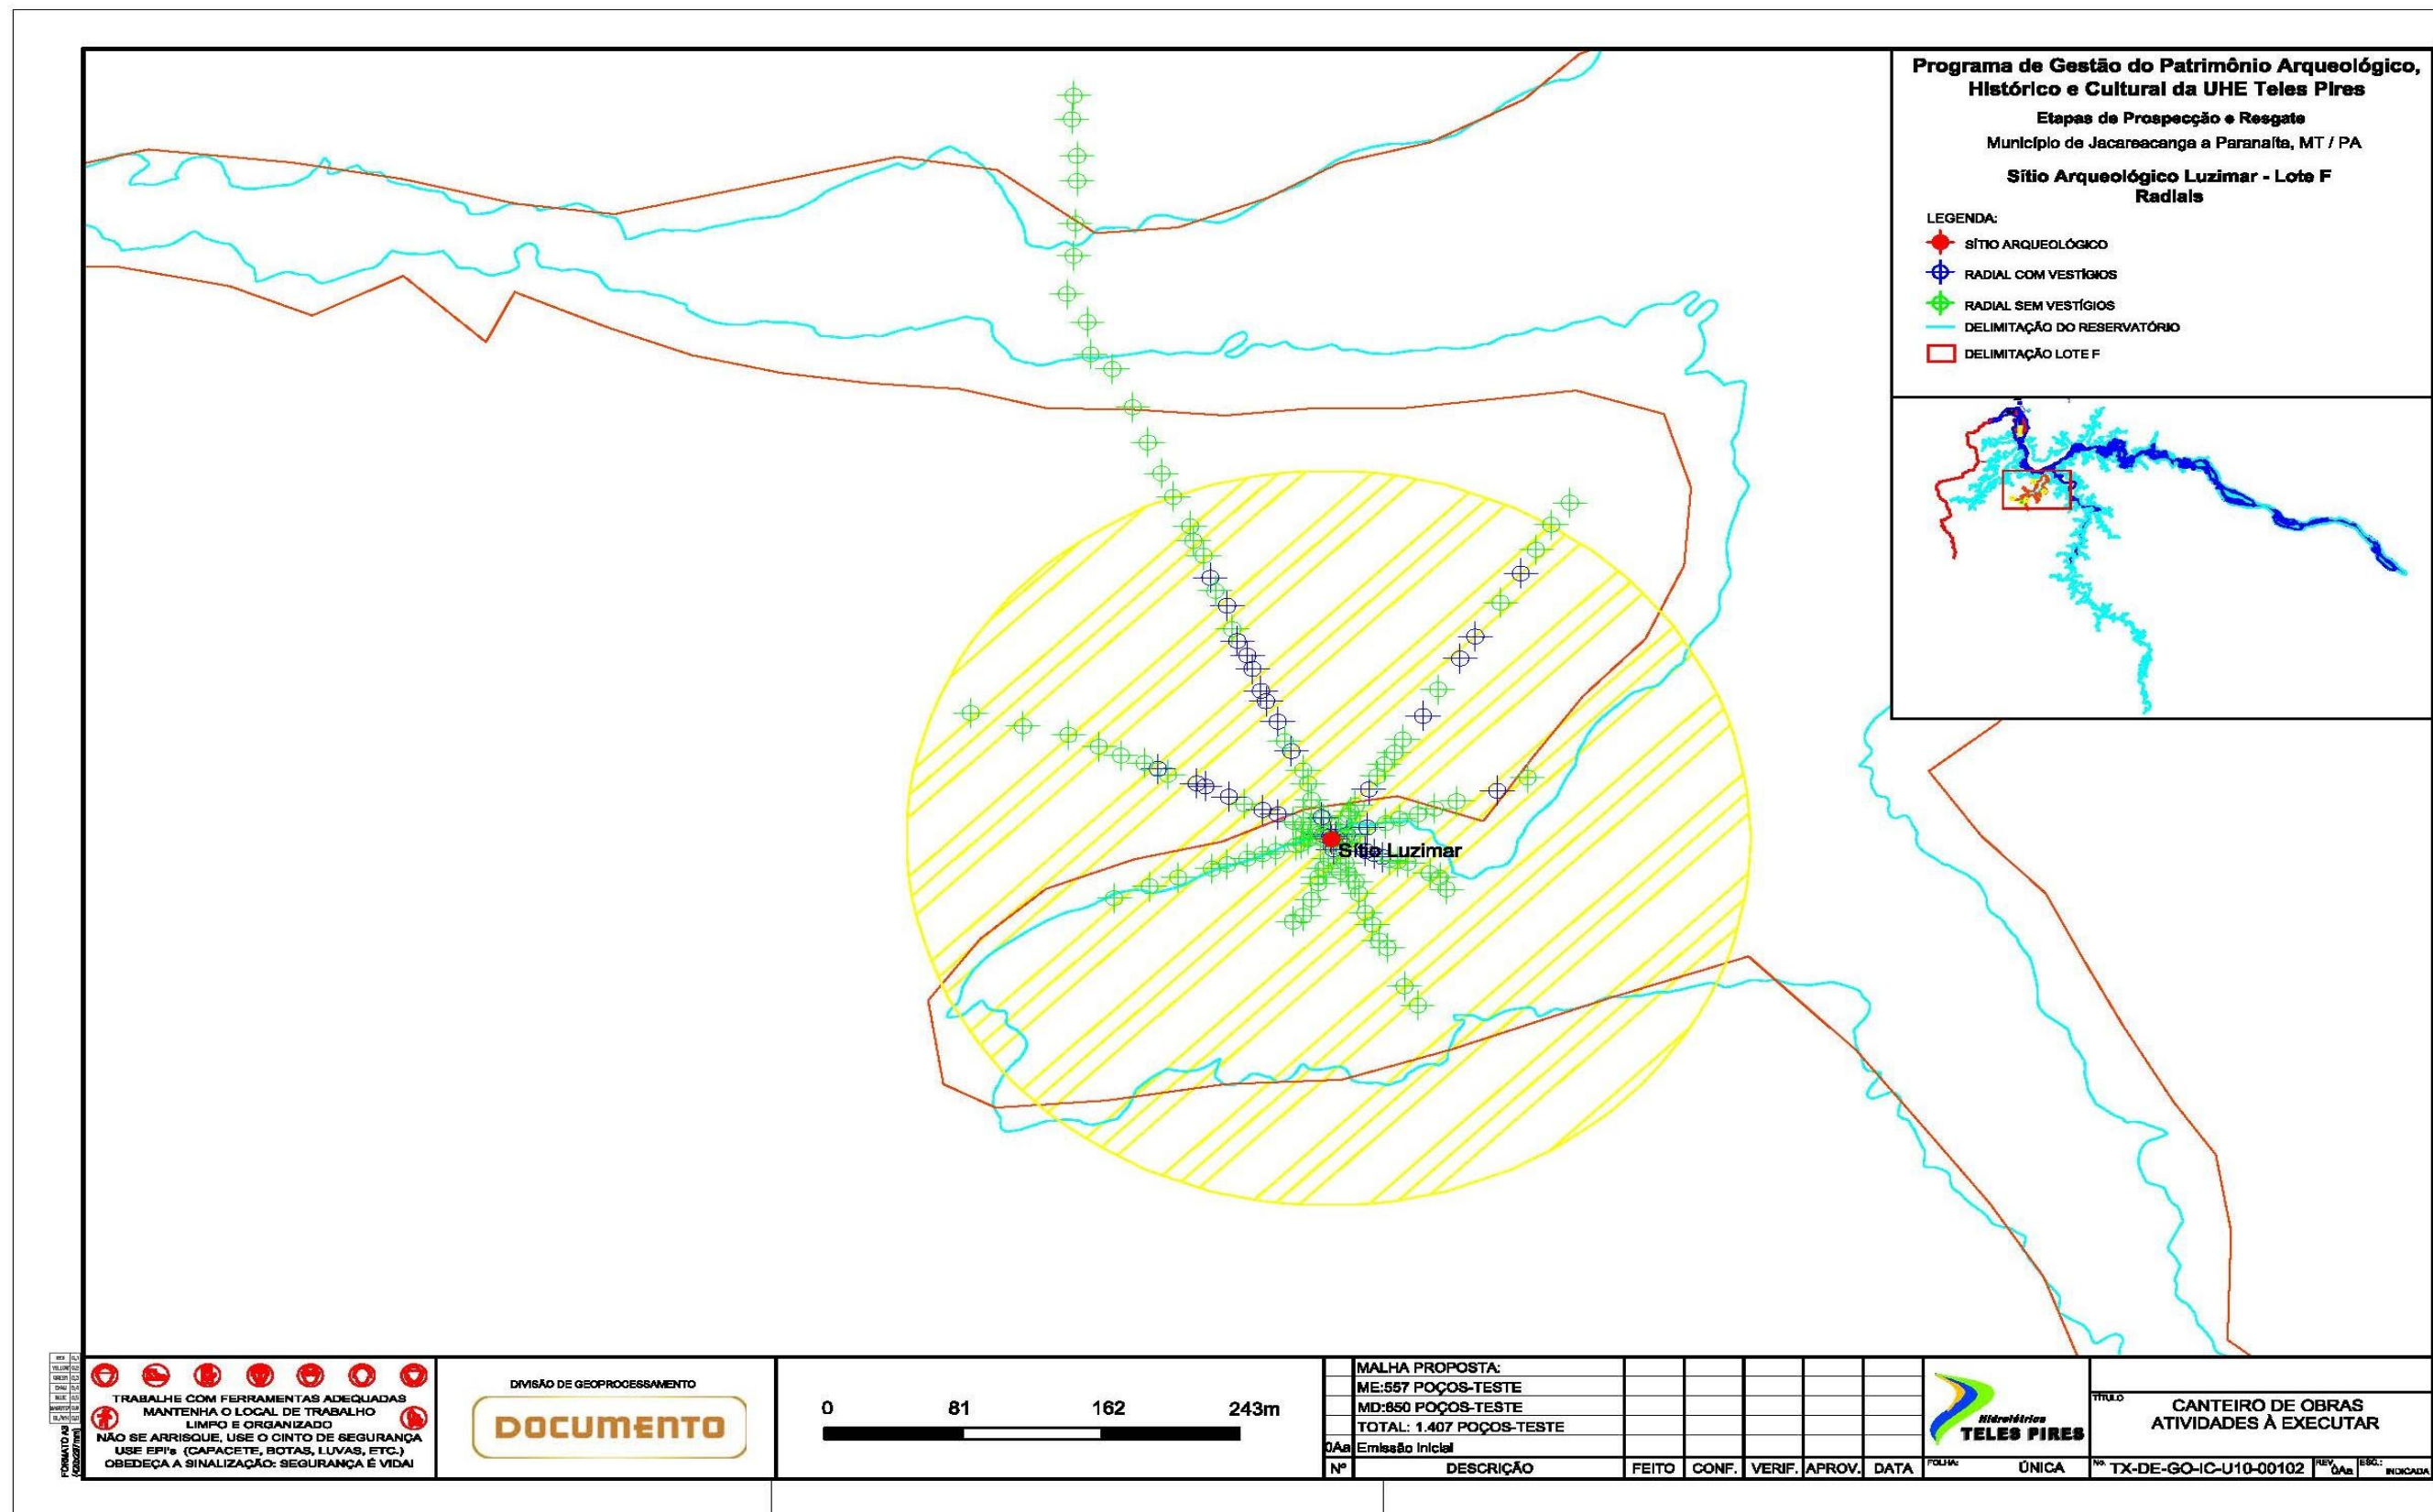 Programa de Gestão do Patrimônio Arqueológico,
Histórico e Cultural da UHE Teles Pires
Etapas de Prospecção e Resgate
Município de Jacareacanga a Paranaíta, MT / PA
Sítio Arqueológico Luzimar - Lote F
Radiais
LEGENDA:
SÍTIO ARQUEOLÓGICO
RADIAL COM VESTÍGIOS
RADIAL SEM VESTÍGIOS
DELIMITAÇÃO DO RESERVATÓRIO
DELIMITAÇÃO LOTE F
Sítio Luzimar
FORMATO A3
TRABALHE COM FERRAMENTAS ADEQUADAS
MANTENHA O LOCAL DE TRABALHO
LIMPO E ORGANIZADO
NÃO SE ARRISQUE, USE O CINTO DE SEGURANÇA
USE EPI's (CAPACETE, BOTAS, LUVAS, ETC.)
OBEDEÇA A SINALIZAÇÃO: SEGURANÇA É VIDA!
DIVISÃO DE GEOPROCESSAMENTO
DOCUMENTO
0 81 162 243m
MALHA PROPOSTA:
ME:557 POÇOS-TESTE
MD:850 POÇOS-TESTE
TOTAL: 1.407 POÇOS-TESTE
0Aa Emissão Inicial
Nº DESCRIÇÃO FEITO CONF. VERIF. APROV. DATA
Hidrelétrica
TELES PIRES
TÍTULO
CANTEIRO DE OBRAS
ATIVIDADES À EXECUTAR
FOLHA: ÚNICA
No. TX-DE-GO-IC-U10-00102
REV. 0Aa
ESC.: INDICADA